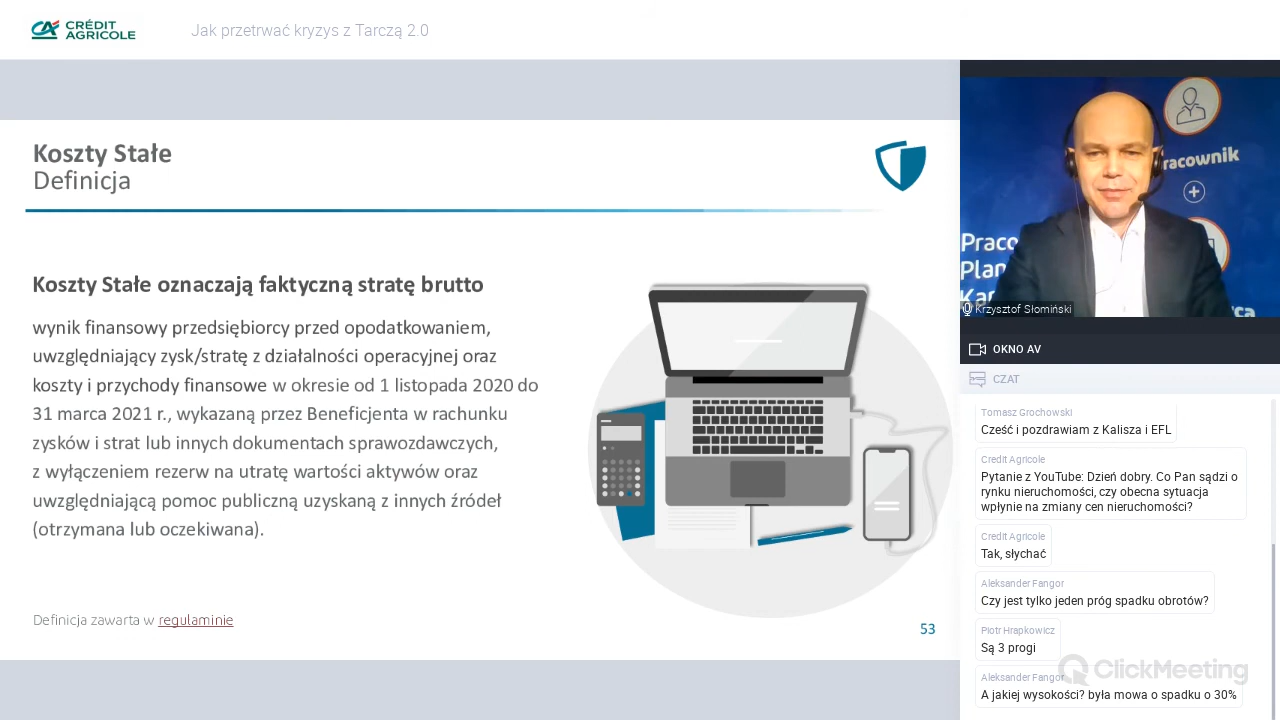 CRÉDIT
AGRICOLE
Jak przetrwać kryzys z Tarczą 2.0
Koszty Stałe
Definicja
Koszty Stałe oznaczają faktyczną stratę brutto
wynik finansowy przedsiębiorcy przed opodatkowaniem,
uwzględniający zysk/stratę z działalności operacyjnej oraz
koszty i przychody finansowe w okresie od 1 listopada 2020 do
31 marca 2021 r., wykazaną przez Beneficjenta w rachunku
zysków i strat lub innych dokumentach sprawozdawczych,
z wyłączeniem rezerw na utratę wartości aktywów oraz
uwzględniającą pomoc publiczną uzyskaną z innych źródeł
(otrzymana lub oczekiwana).
Definicja zawarta w regulaminie
53
racownik
Praco
Plan
Ka
rca
Krzysztof Słomiński
OKNO AV
CZAT
Tomasz Grochowski
Cześć i pozdrawiam z Kalisza i EFL
Credit Agricole
Pytanie z YouTube: Dzień dobry. Co Pan sądzi o
rynku nieruchomości, czy obecna sytuacja
wpłynie na zmiany cen nieruchomości?
Credit Agricole
Tak, słychać
Aleksander Fangor
Czy jest tylko jeden próg spadku obrotów?
Piotr Hrapkowicz
Są 3 progi
Aleksander Fangor
A jakiej wysokości? była mowa o spadku o 30%
ClickMeeting